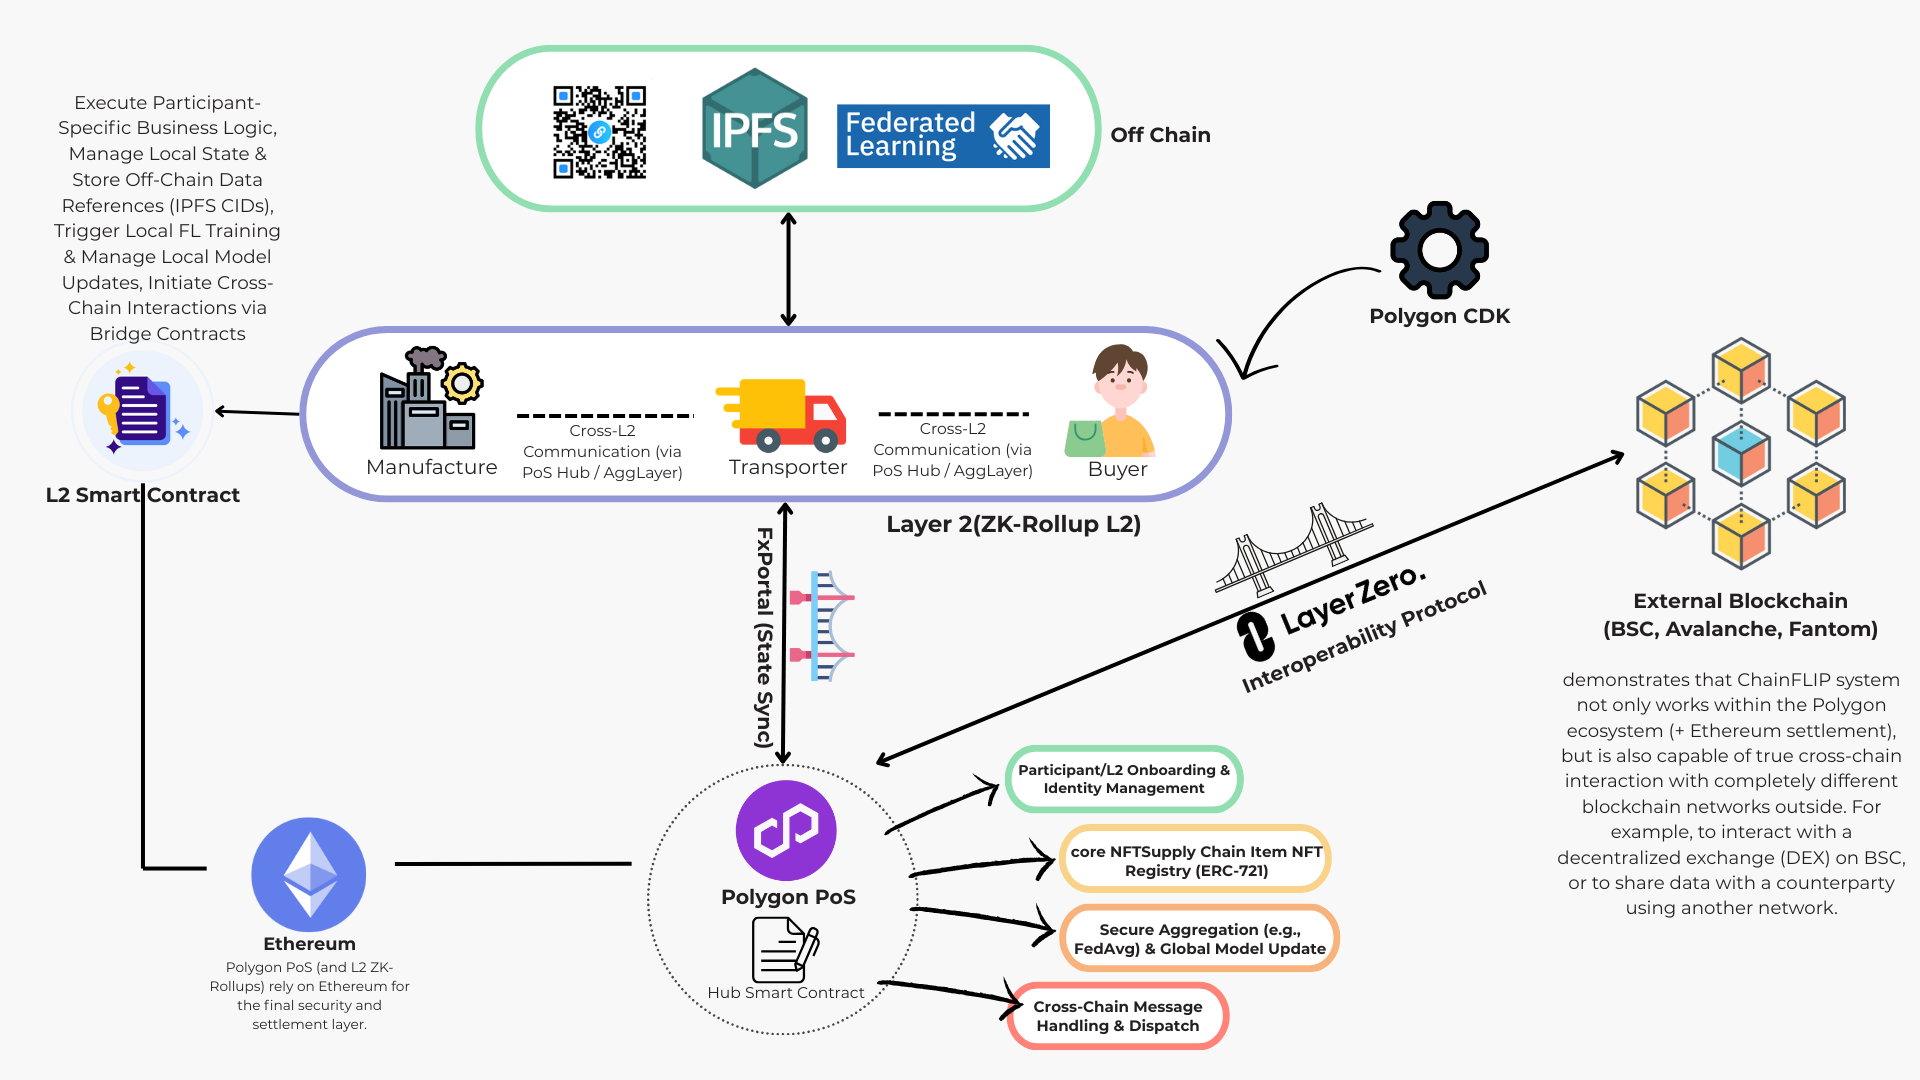 IPFS
Federated
Learning
Off Chain
Execute Participant-
Specific Business Logic,
Manage Local State &
Store Off-Chain Data
References (IPFS CIDs),
Trigger Local FL Training
& Manage Local Model
Updates, Initiate Cross-
Chain Interactions via
Bridge Contracts
L2 Smart Contract
Polygon CDK
Manufacture
Cross-L2
Communication (via
PoS Hub / AggLayer)
Transporter
Cross-L2
Communication (via
PoS Hub / AggLayer)
Buyer
Layer 2(ZK-Rollup L2)
FxPortal (State Sync)
LayerZero.
Interoperability Protocol
External Blockchain
(BSC, Avalanche, Fantom)
demonstrates that ChainFLIP system
not only works within the Polygon
ecosystem (+ Ethereum settlement),
but is also capable of true cross-chain
interaction with completely different
blockchain networks outside. For
example, to interact with a
decentralized exchange (DEX) on BSC,
or to share data with a counterparty
using another network.
Ethereum
Polygon PoS (and L2 ZK-
Rollups) rely on Ethereum for
the final security and
settlement layer.
Polygon PoS
Hub Smart Contract
Participant/L2 Onboarding &
Identity Management
core NFTSupply Chain Item NFT
Registry (ERC-721)
Secure Aggregation (e.g.,
FedAvg) & Global Model Update
Cross-Chain Message
Handling & Dispatch